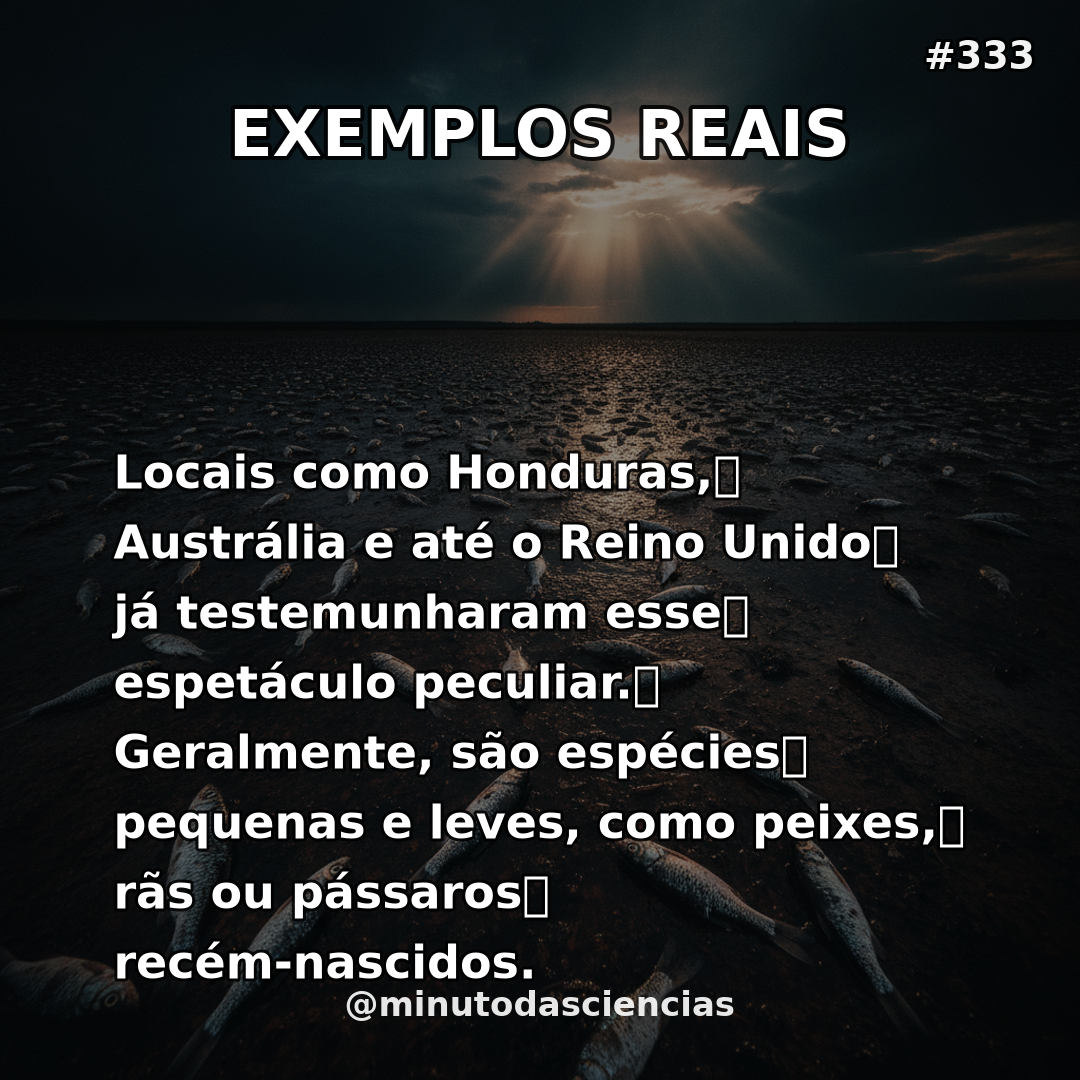 #333
EXEMPLOS REAIS
Locais como Honduras,▯
Austrália e até o Reino Unido▯
já testemunharam esse▯
espetáculo peculiar.▯
Geralmente, são espécies▯
pequenas e leves, como peixes,▯
rãs ou pássaros▯
recém-nascidos.
@minutodasciencias